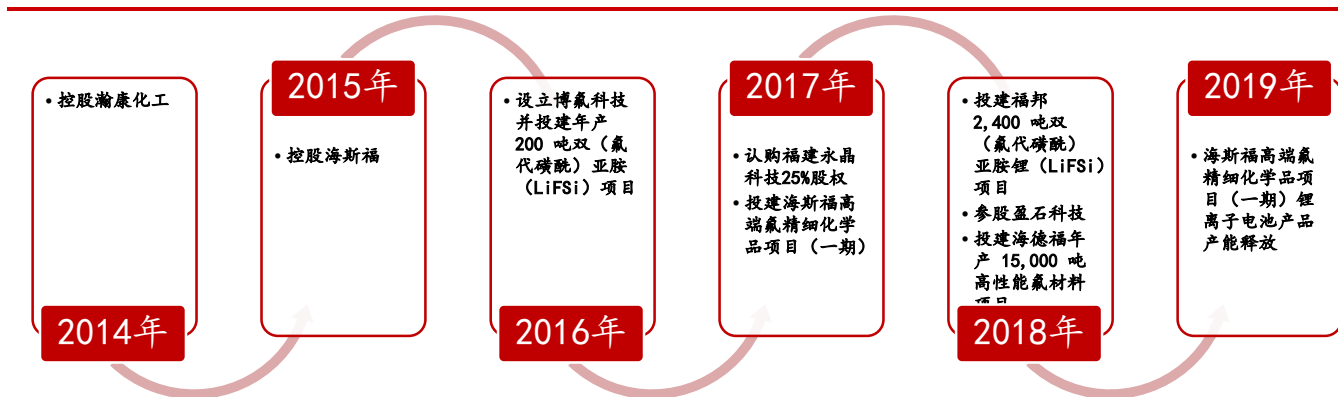 • 控股瀚康化工
2014年
2015年
• 控股海斯福
• 设立博氟科技
并投建年产
200 吨双（氟
代磺酰）亚胺
（LiFSi）项目
2016年
2017年
• 认购福建永晶
科技25%股权
• 投建海斯福高
端氟精细化学
品项目（一期）
• 投建福邦
2,400 吨双
（氟代磺酰）
亚胺锂（LiFSi）
项目
• 参股盈石科技
• 投建海德福年
产 15,000 吨
高性能氟材料
项目
2018年
2019年
• 海斯福高端氟
精细化学品项
目（一期）锂
离子电池产品
产能释放